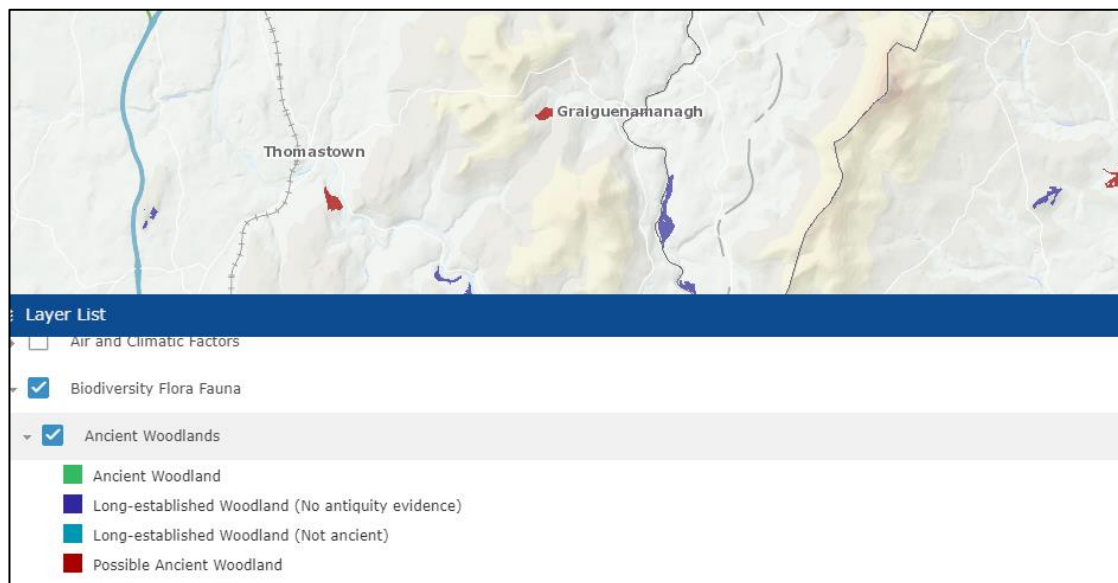 Graiguenamanagh
Thomastown
Layer List
Air and Climatic Factors
Biodiversity Flora Fauna
Ancient Woodlands
Ancient Woodland
Long-established Woodland (No antiquity evidence)
Long-established Woodland (Not ancient)
Possible Ancient Woodland